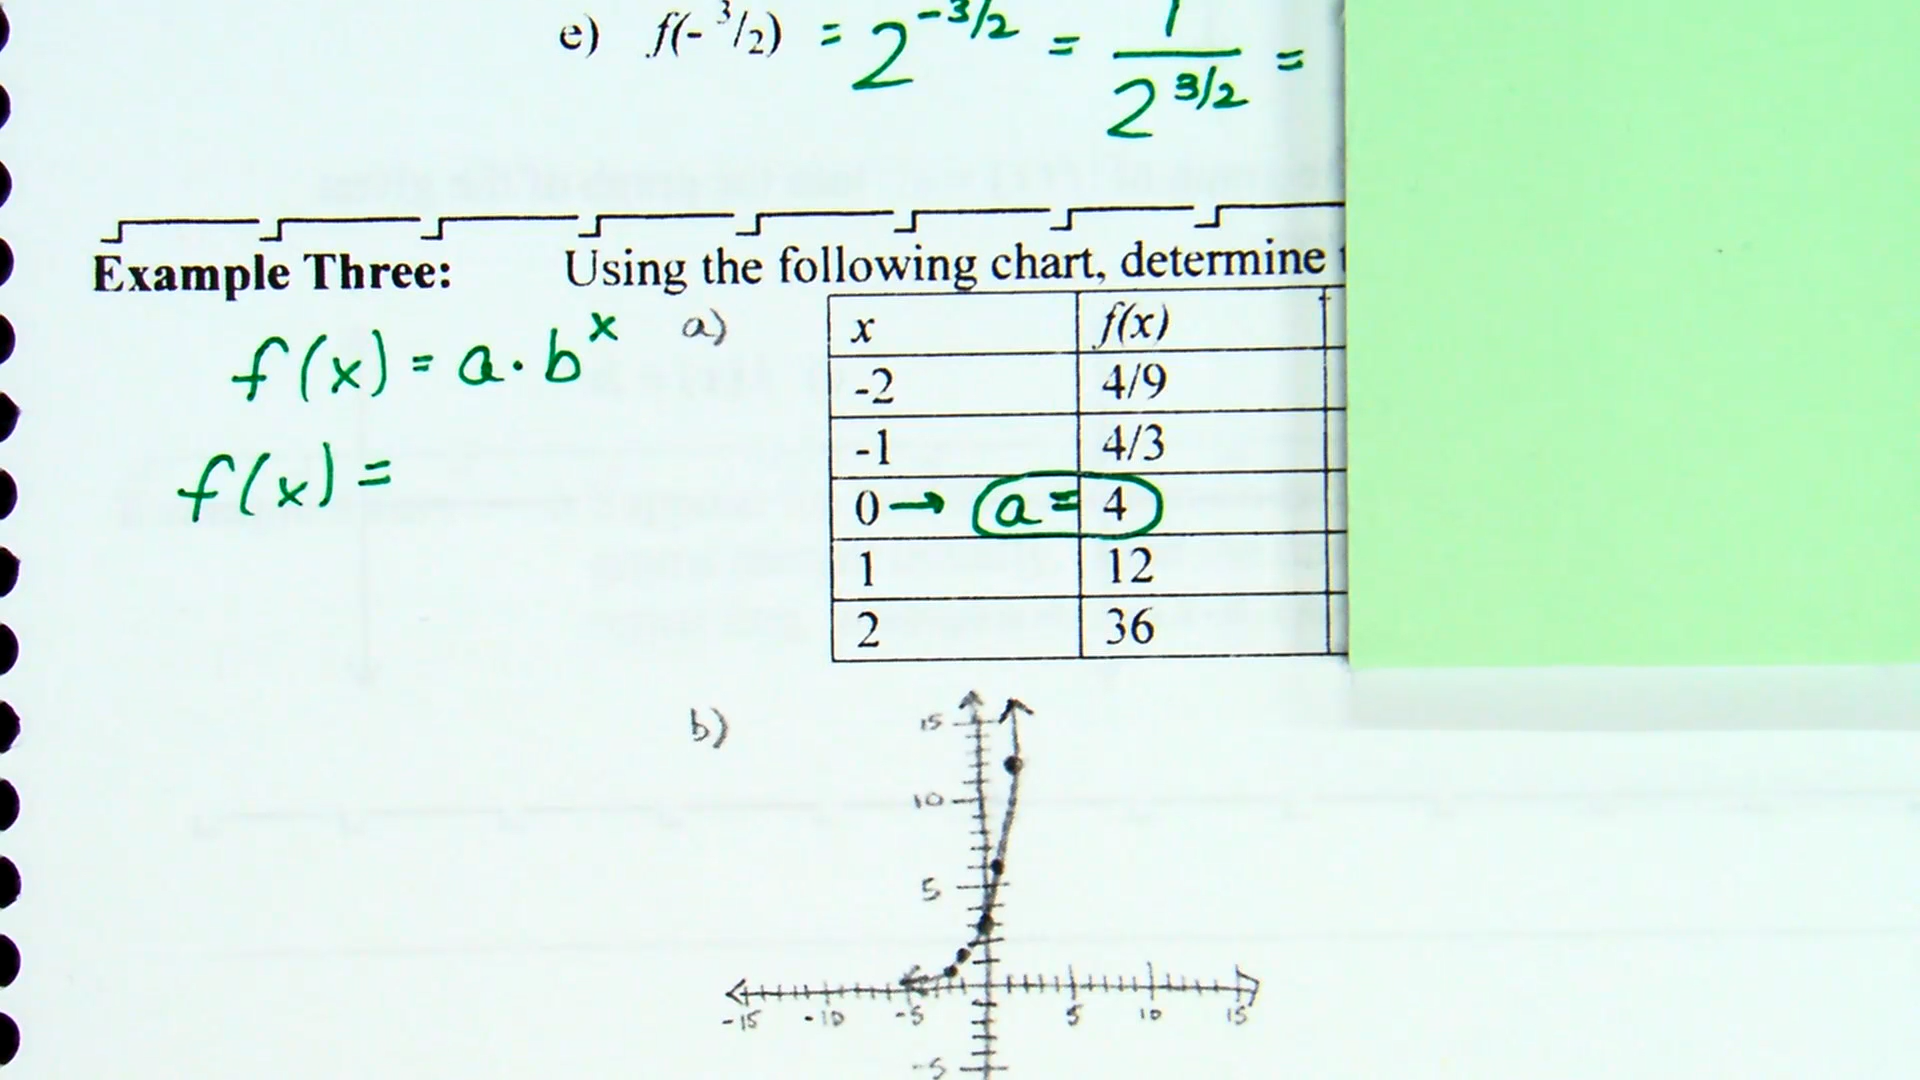 e) f(- 3/2) = 2^-3/2 = 1/2^3/2 =
Example Three: Using the following chart, determine
f(x) = a · b^x
f(x) =
a)
x f(x)
-2 4/9
-1 4/3
0 → a = 4
1 12
2 36
b)
15
10
5
-15 -10 -5 5 10 15
-5